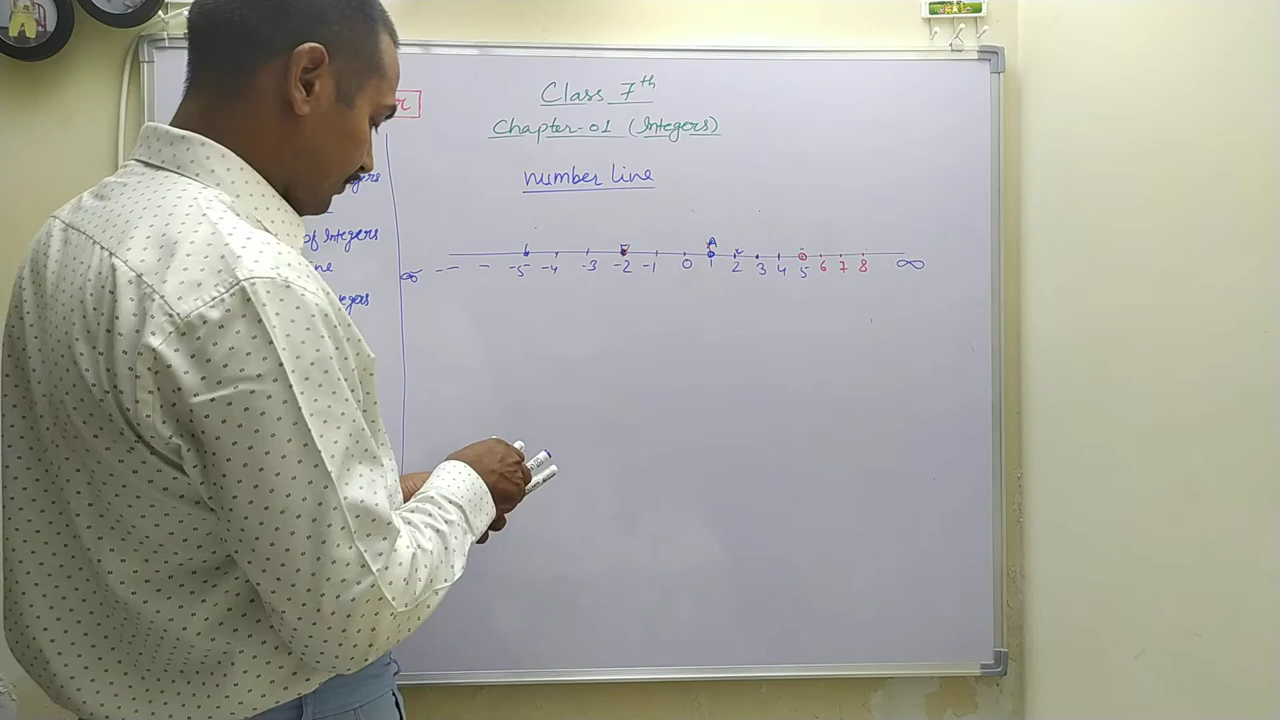 Class 7th
Chapter-01 (Integers)
number line
of Integers
A
∞ -- - -5 -4 -3 -2 -1 0 1 2 3 4 5 6 7 8 ∞